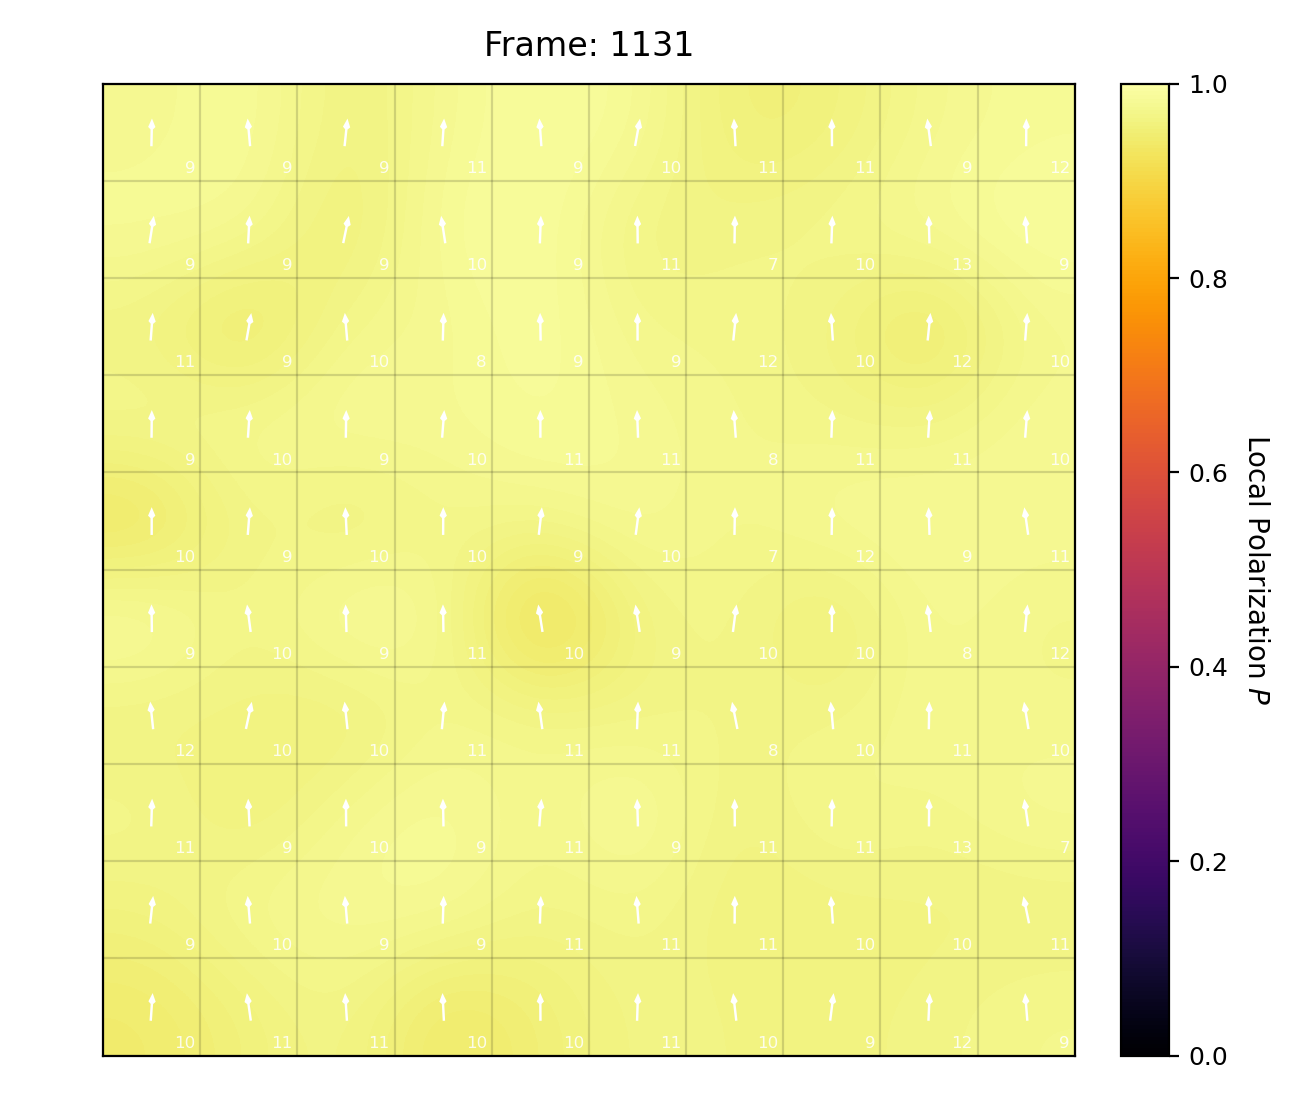 Frame: 1131
9 9 9 11 9 10 11 11 9 12
9 9 9 10 9 11 7 10 13 9
11 9 10 8 9 9 12 10 12 10
9 10 9 10 11 11 8 11 11 10
10 9 10 10 9 10 7 12 9 11
9 10 9 11 10 9 10 10 8 12
12 10 10 11 11 11 8 10 11 10
11 9 10 9 11 9 11 11 13 7
9 10 9 9 11 11 11 10 10 11
10 11 11 10 10 11 10 9 12 9
1.0
0.8
0.6
0.4
0.2
0.0
Local Polarization P